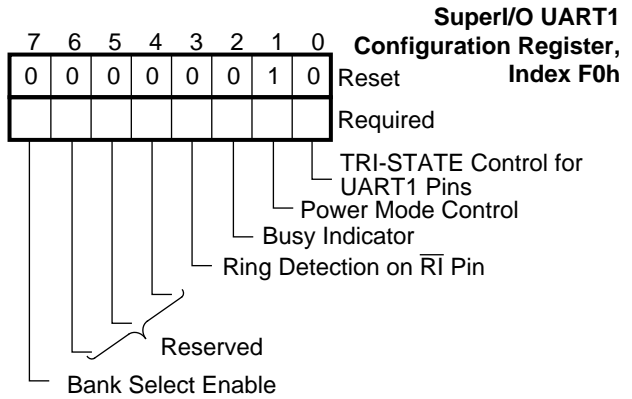 SuperI/O UART1
Configuration Register,
Index F0h
7 6 5 4 3 2 1 0
0 0 0 0 0 0 1 0 Reset
Required
TRI-STATE Control for
UART1 Pins
Power Mode Control
Busy Indicator
Ring Detection on R̅I̅ Pin
Reserved
Bank Select Enable